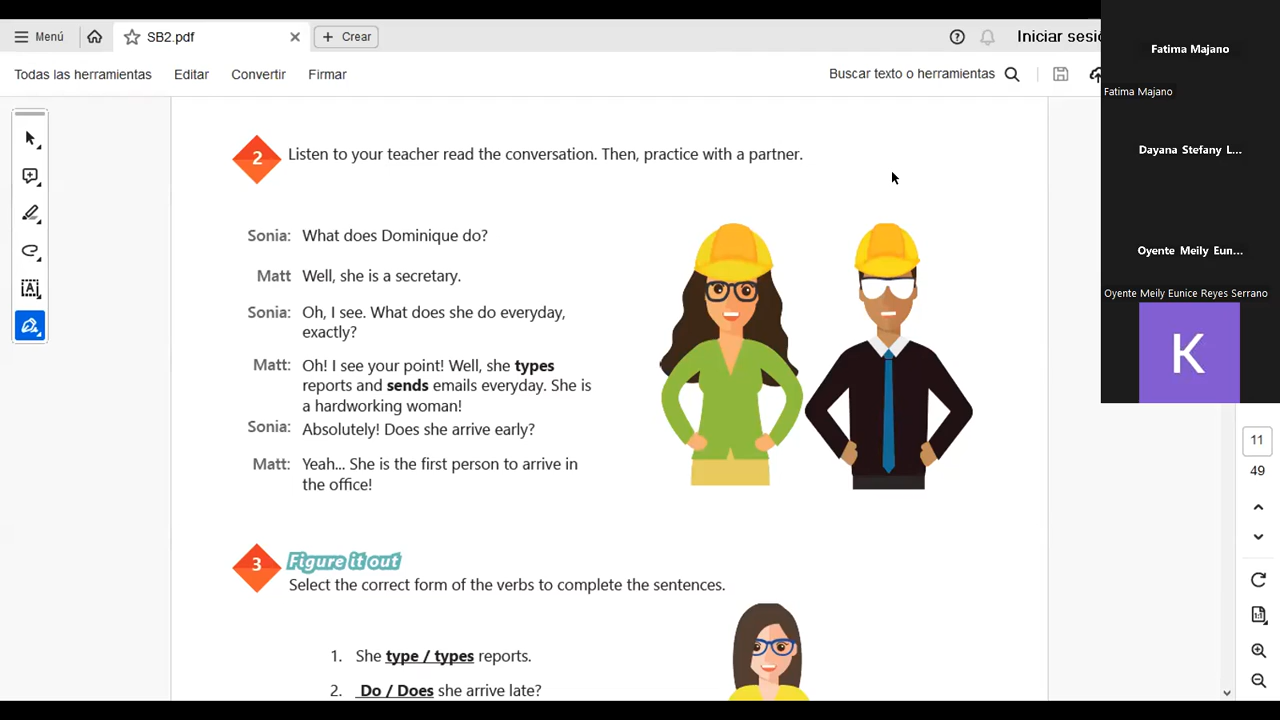 Menú
SB2.pdf
Crear
Iniciar sesi
Todas las herramientas
Editar
Convertir
Firmar
Buscar texto o herramientas
2
Listen to your teacher read the conversation. Then, practice with a partner.
Sonia: What does Dominique do?
Matt Well, she is a secretary.
Sonia: Oh, I see. What does she do everyday,
exactly?
Matt: Oh! I see your point! Well, she types
reports and sends emails everyday. She is
a hardworking woman!
Sonia: Absolutely! Does she arrive early?
Matt: Yeah... She is the first person to arrive in
the office!
3
Figure it out
Select the correct form of the verbs to complete the sentences.
1. She type / types reports.
2. Do / Does she arrive late?
Fatima Majano
Fatima Majano
Dayana Stefany L...
Oyente Meily Eun...
Oyente Meily Eunice Reyes Serrano
K
11
49
1:1